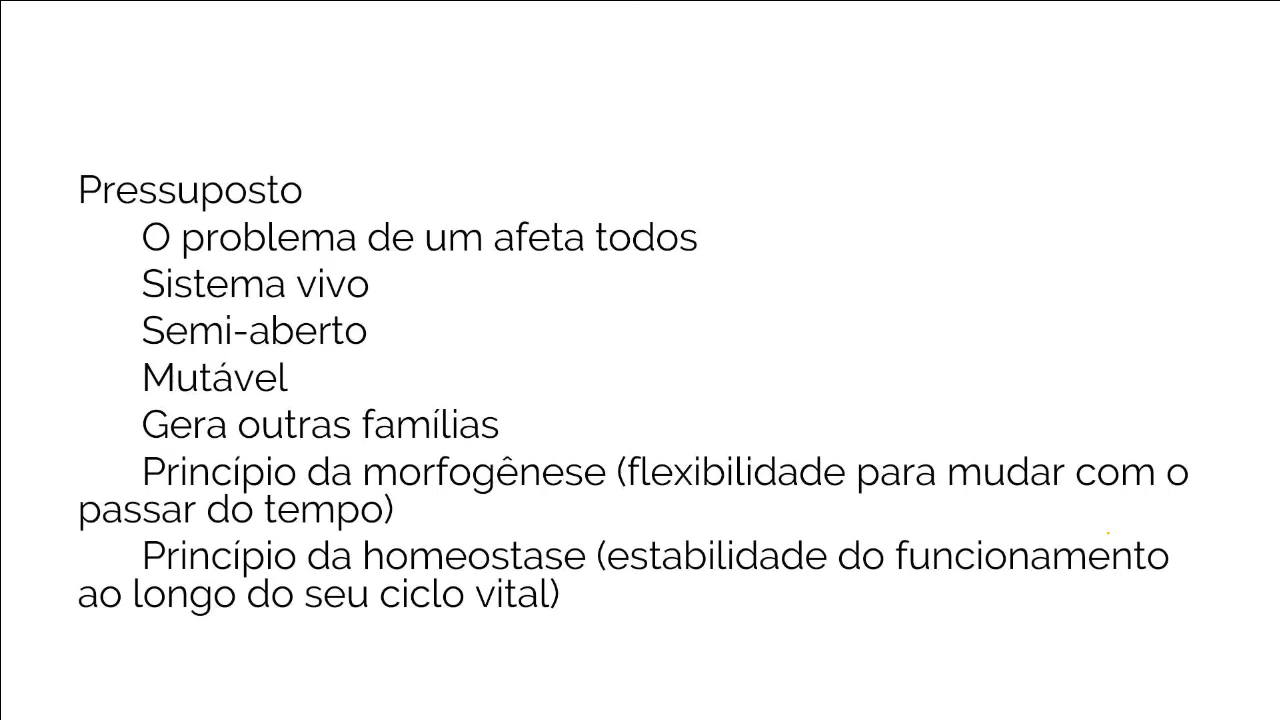 Pressuposto
O problema de um afeta todos
Sistema vivo
Semi-aberto
Mutável
Gera outras famílias
Princípio da morfogênese (flexibilidade para mudar com o
passar do tempo)
Princípio da homeostase (estabilidade do funcionamento
ao longo do seu ciclo vital)